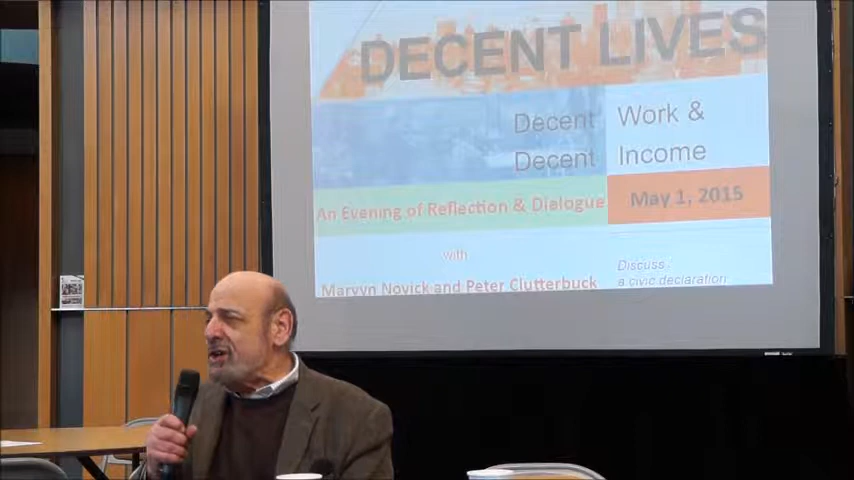 DECENT LIVES
Decent Work &
Decent Income
An Evening of Reflection & Dialogue
May 1, 2015
with
Marvyn Novick and Peter Clutterbuck
Discuss:
a civic declaration